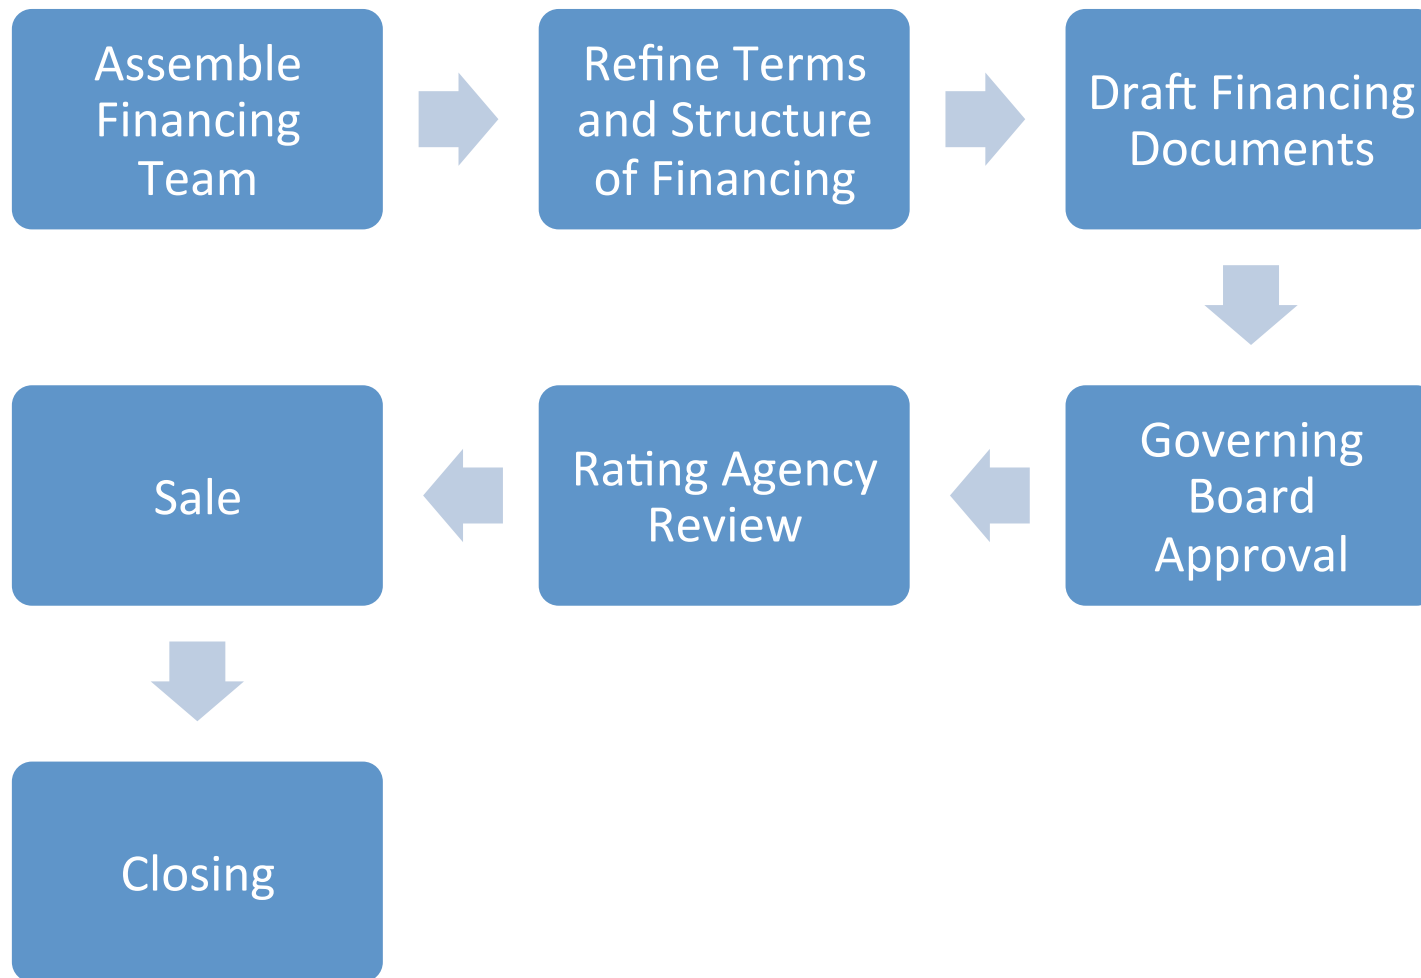 Assemble
Financing
Team
Refine Terms
and Structure
of Financing
Draft Financing
Documents
Governing
Board
Approval
Rating Agency
Review
Sale
Closing